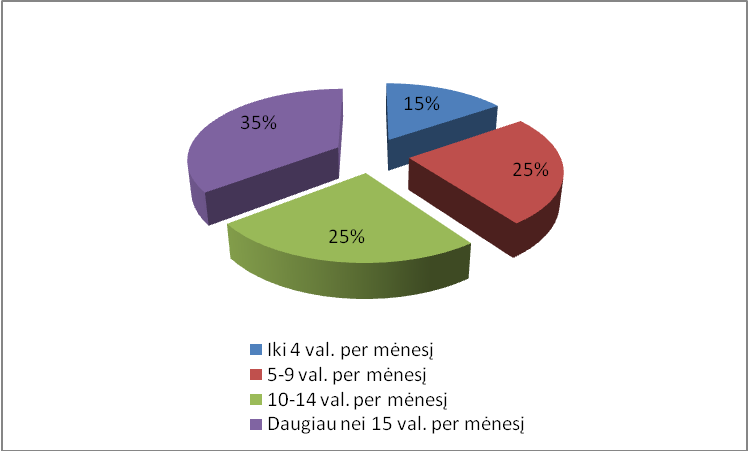 15%
35%
25%
25%
Iki 4 val. per mėnesį
5-9 val. per mėnesį
10-14 val. per mėnesį
Daugiau nei 15 val. per mėnesį